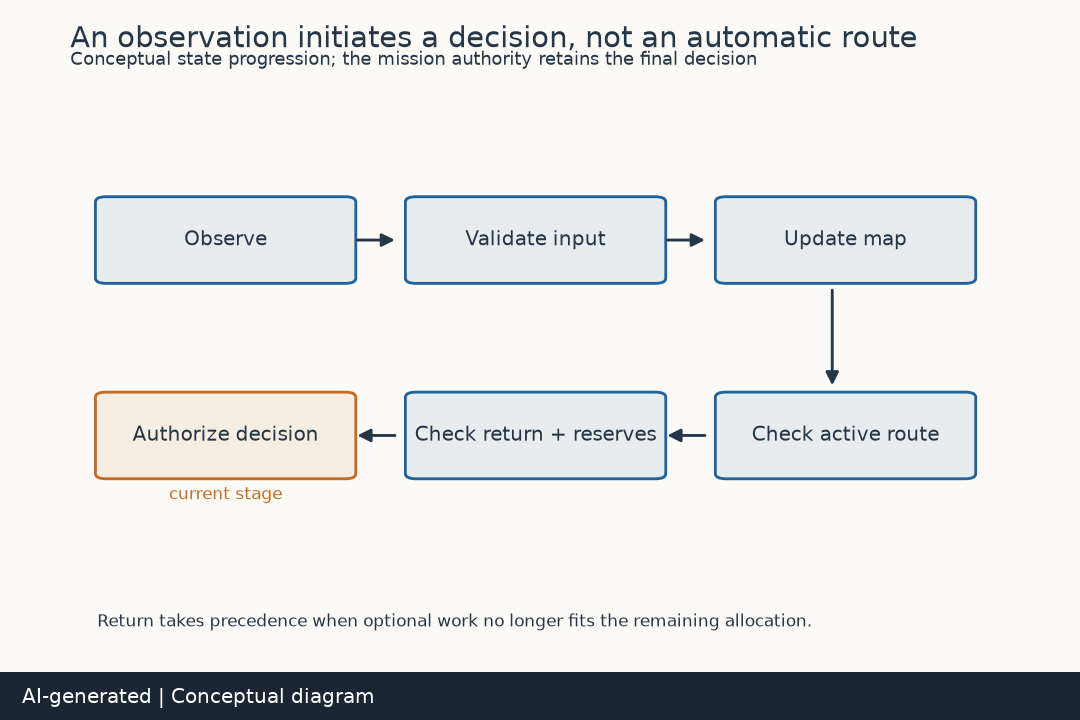 An observation initiates a decision, not an automatic route
Conceptual state progression; the mission authority retains the final decision
Observe
Validate input
Update map
Authorize decision
Check return + reserves
Check active route
current stage
Return takes precedence when optional work no longer fits the remaining allocation.
AI-generated | Conceptual diagram